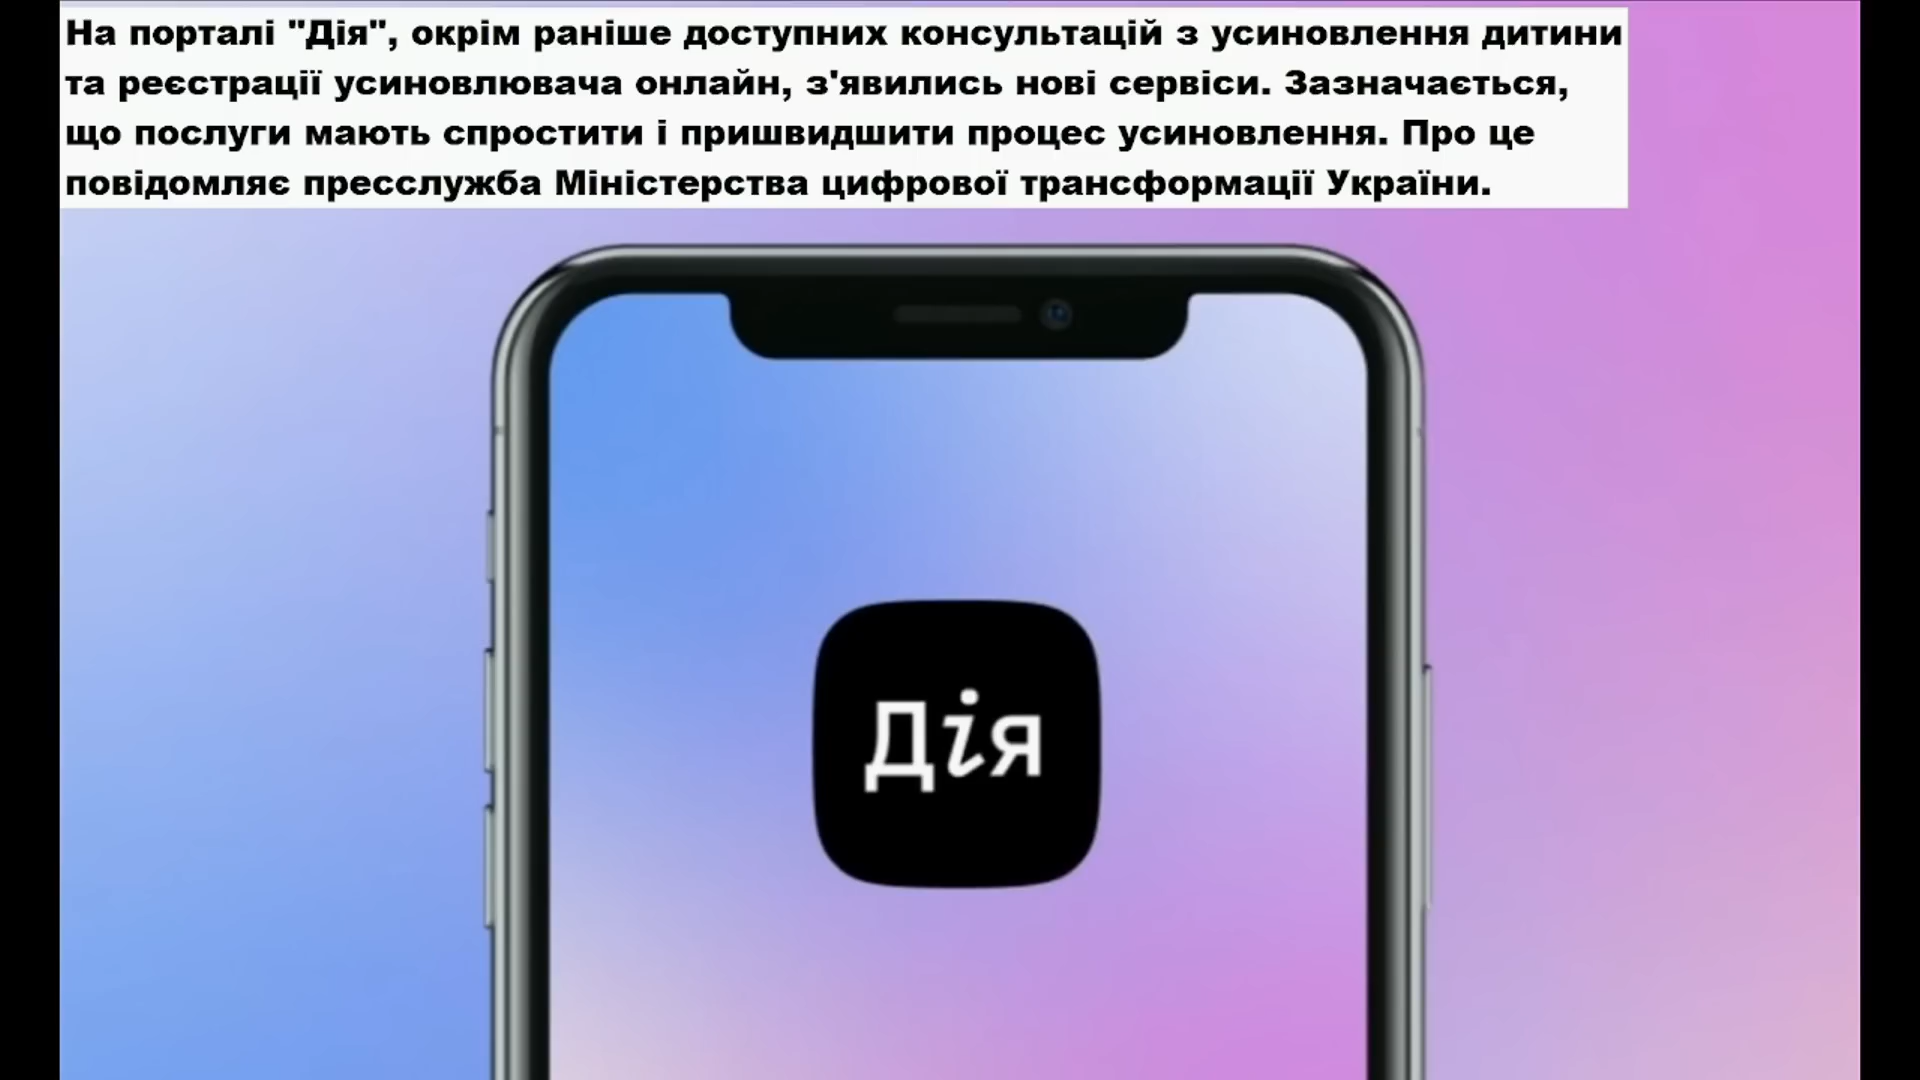 На порталі "Дія", окрім раніше доступних консультацій з усиновлення дитини
та реєстрації усиновлювача онлайн, з'явились нові сервіси. Зазначається,
що послуги мають спростити і пришвидшити процес усиновлення. Про це
повідомляє пресслужба Міністерства цифрової трансформації України.
Дія